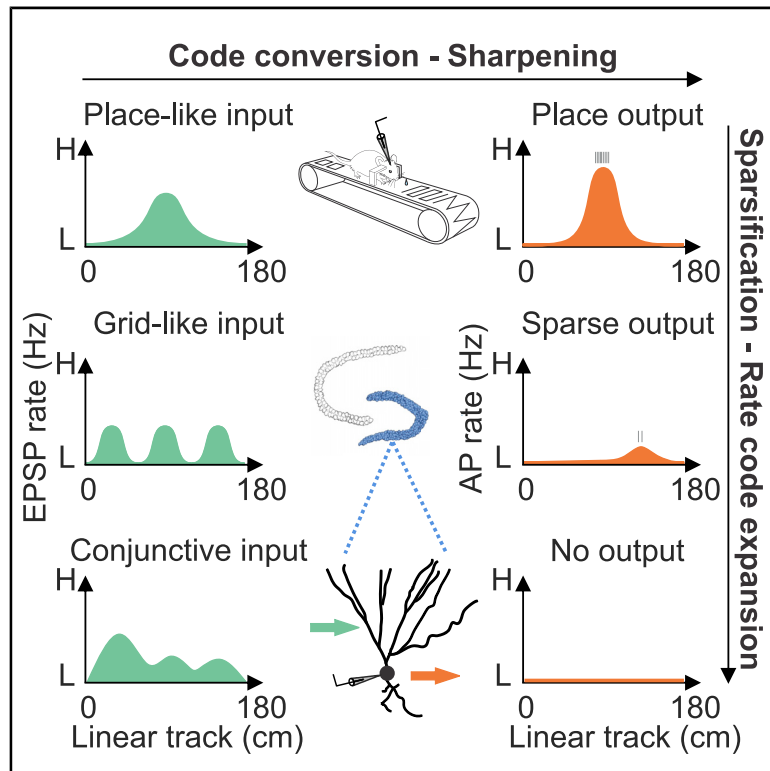 Code conversion - Sharpening
Place-like input
Place output
H
L
0
180
H
L
0
180
Grid-like input
Sparse output
H
L
0
180
H
L
0
180
Conjunctive input
No output
H
L
0
180
H
L
0
180
Linear track (cm)
Linear track (cm)
EPSP rate (Hz)
AP rate (Hz)
Sparsification - Rate code expansion